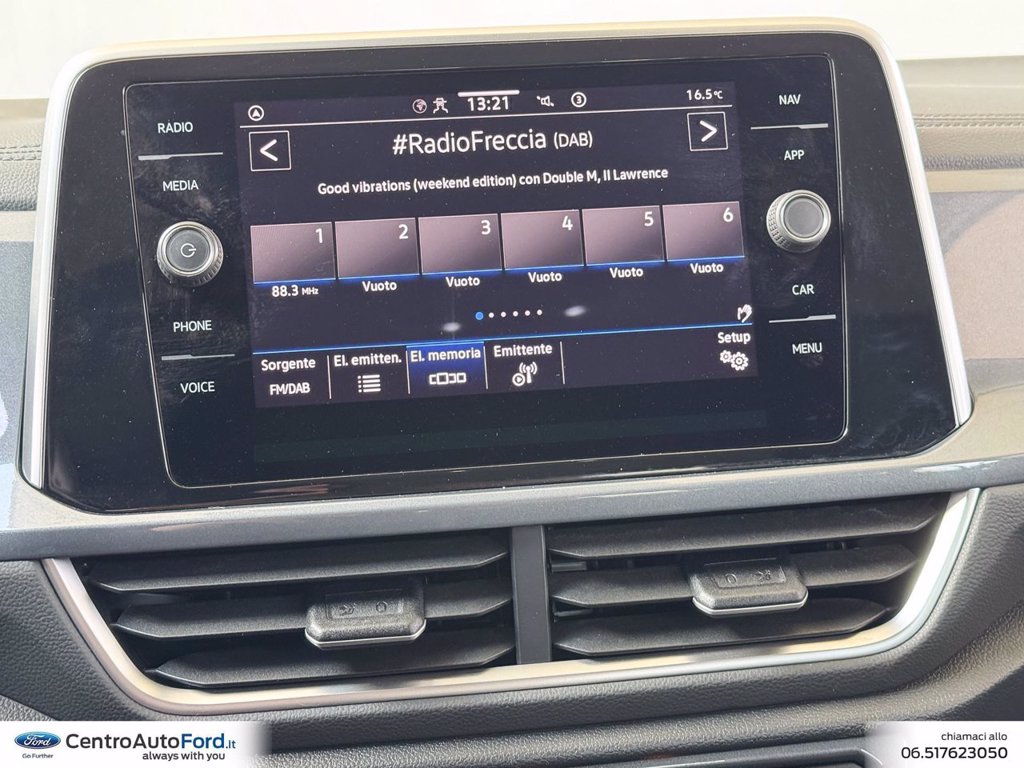 RADIO
MEDIA
PHONE
VOICE
13:21
3
16.5°C
#RadioFreccia (DAB)
Good vibrations (weekend edition) con Double M, Il Lawrence
1 2 3 4 5 6
88.3 MHz Vuoto Vuoto Vuoto Vuoto Vuoto
Sorgente El. emitten. El. memoria Emittente Setup
FM/DAB
NAV
APP
CAR
MENU
Ford CentroAutoFord.it
Go Further always with you
chiamaci allo
06.517623050